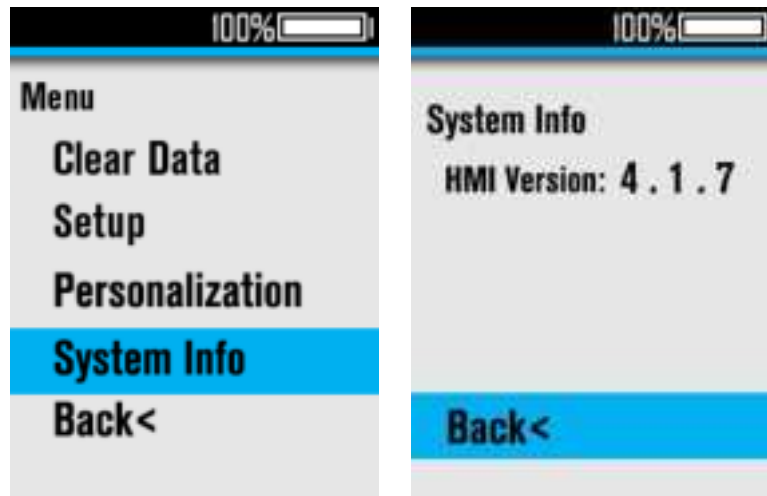 100%
Menu
Clear Data
Setup
Personalization
System Info
Back<
100%
System Info
HMI Version: 4 . 1 . 7
Back<